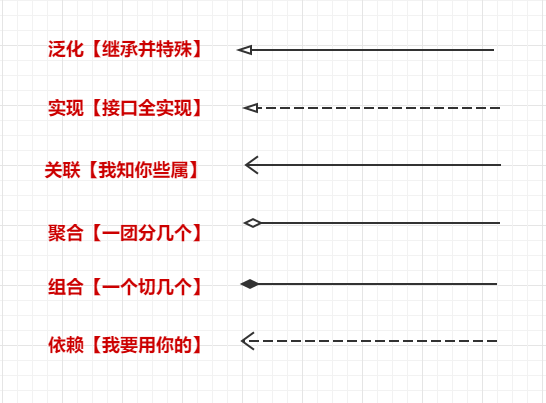 泛化【继承并特殊】
实现【接口全实现】
关联【我知你些属】
聚合【一团分几个】
组合【一个切几个】
依赖【我要用你的】